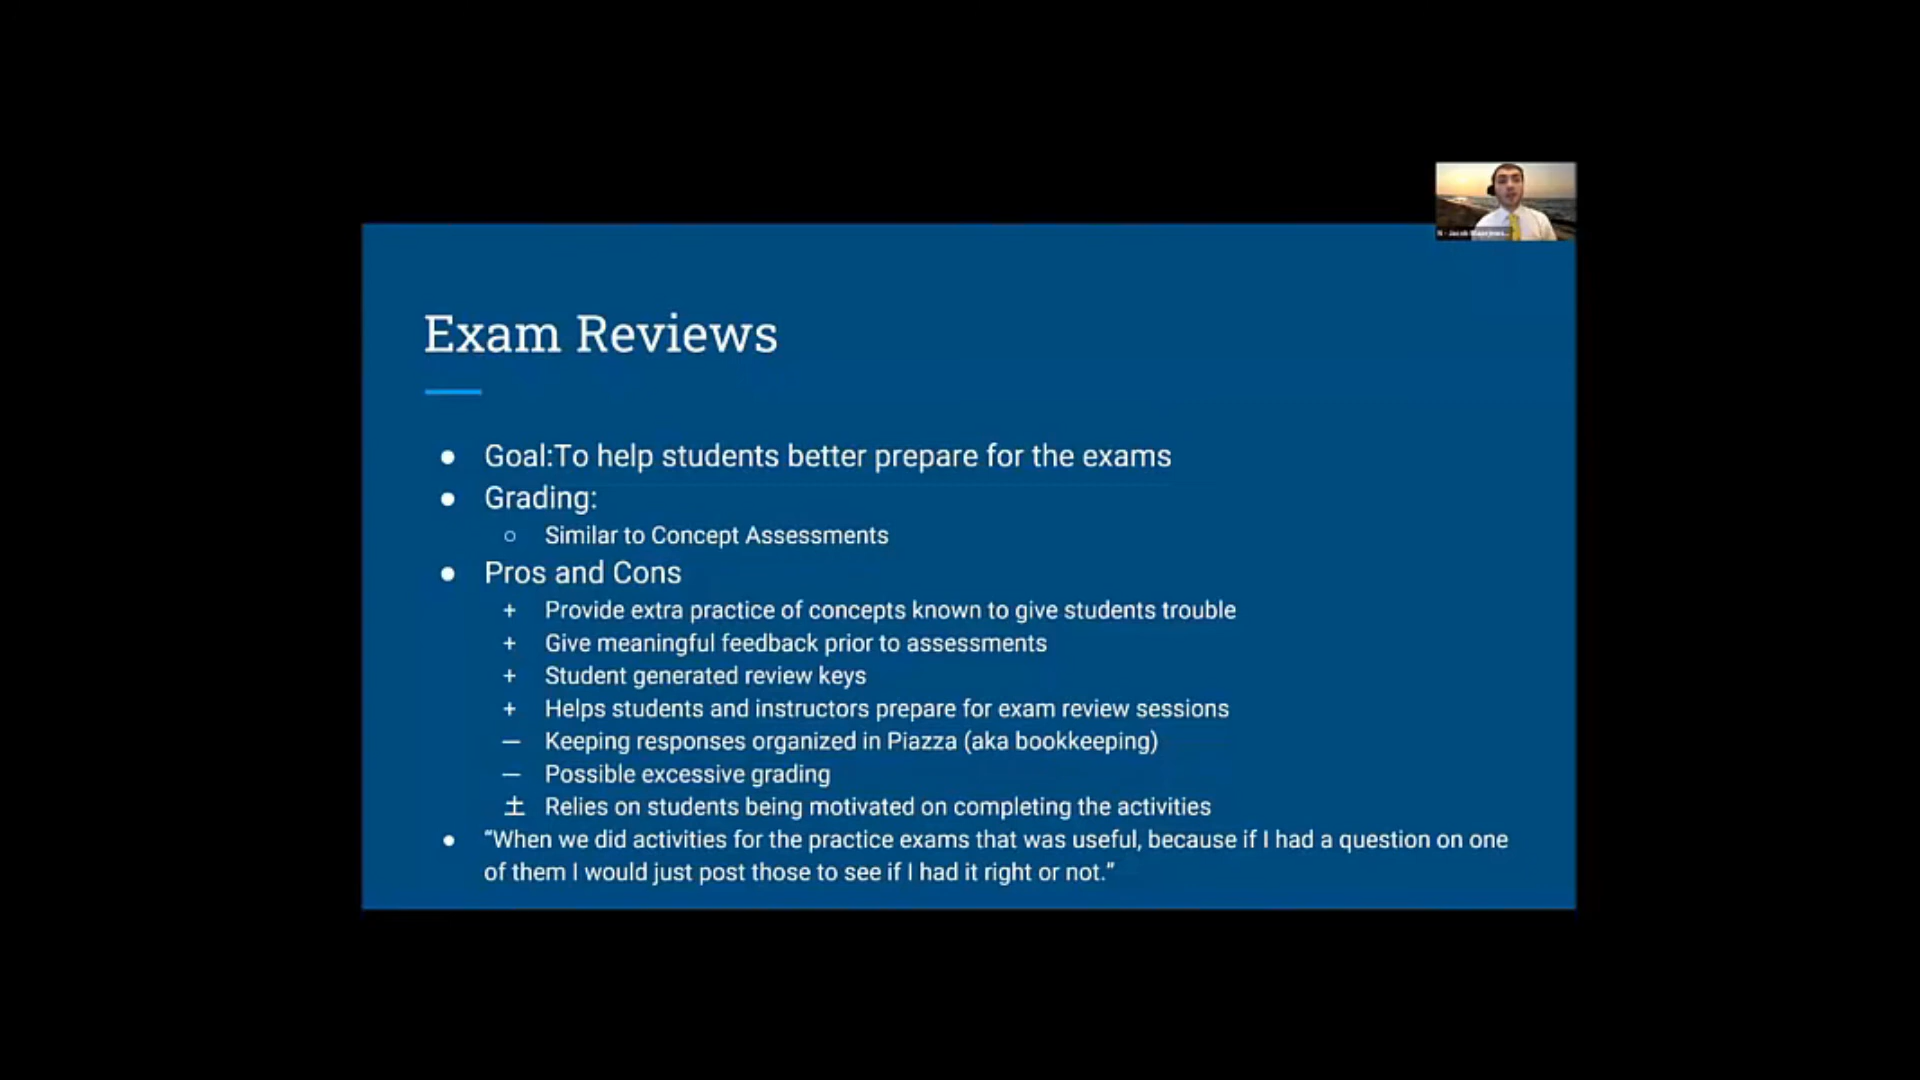 Exam Reviews
● Goal:To help students better prepare for the exams
● Grading:
○ Similar to Concept Assessments
● Pros and Cons
+ Provide extra practice of concepts known to give students trouble
+ Give meaningful feedback prior to assessments
+ Student generated review keys
+ Helps students and instructors prepare for exam review sessions
— Keeping responses organized in Piazza (aka bookkeeping)
— Possible excessive grading
土 Relies on students being motivated on completing the activities
● “When we did activities for the practice exams that was useful, because if I had a question on one
of them I would just post those to see if I had it right or not.”